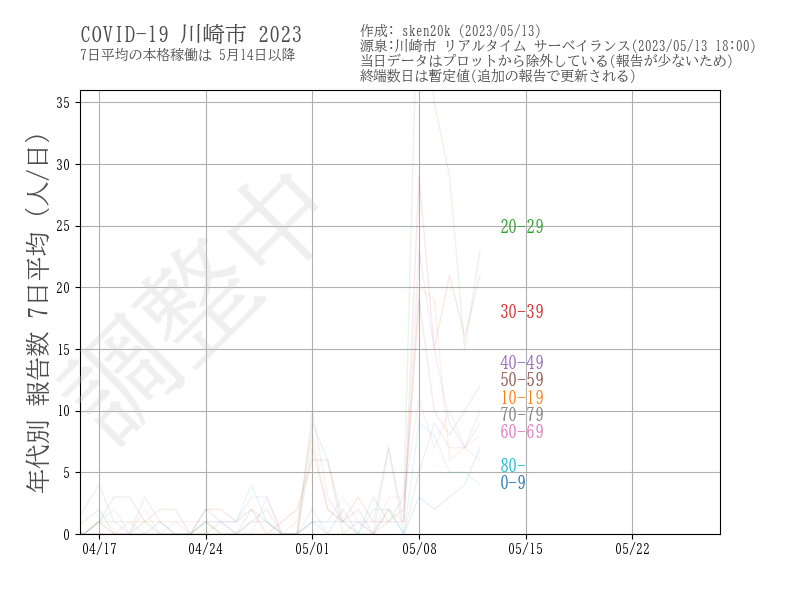 COVID-19 川崎市 2023
7日平均の本格稼働は 5月14日以降
作成: sken20k (2023/05/13)
源泉:川崎市 リアルタイム サーベイランス(2023/05/13 18:00)
当日データはプロットから除外している(報告が少ないため)
終端数日は暫定値(追加の報告で更新される)
年代別 報告数 7日平均 (人/日)
35
30
25
20
15
10
5
0
調整中
20-29
30-39
40-49
50-59
10-19
70-79
60-69
80-
0-9
04/17 04/24 05/01 05/08 05/15 05/22